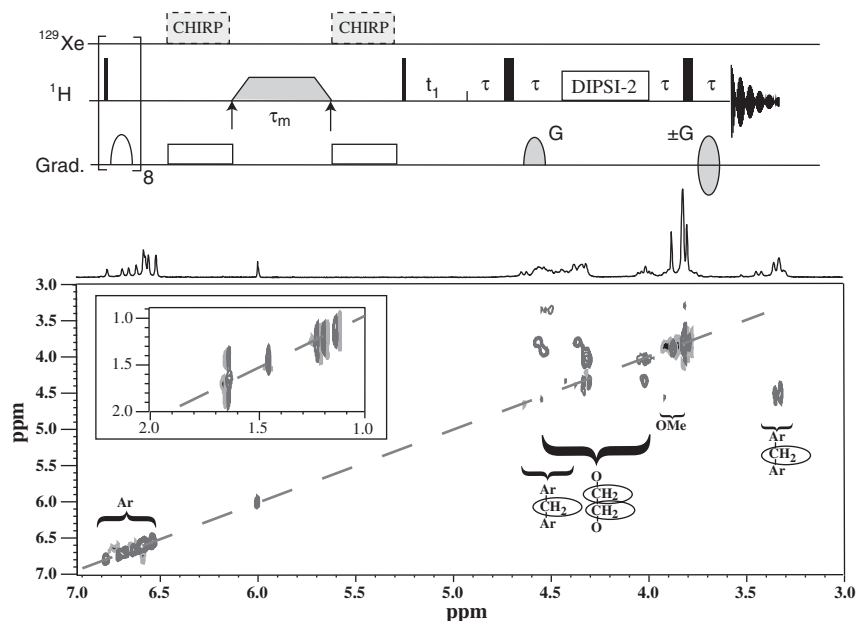 CHIRP CHIRP
129Xe
1H τm t1 τ τ DIPSI-2 τ τ
G ±G
Grad.
8
3.0
3.5
4.0
4.5
5.0
5.5
6.0
6.5
7.0
ppm
1.0
1.5
2.0
2.0 1.5 1.0
Ar
OMe
Ar
CH2
Ar
O
CH2
CH2
O
Ar
CH2
Ar
7.0 6.5 6.0 5.5 5.0 4.5 4.0 3.5 3.0
ppm